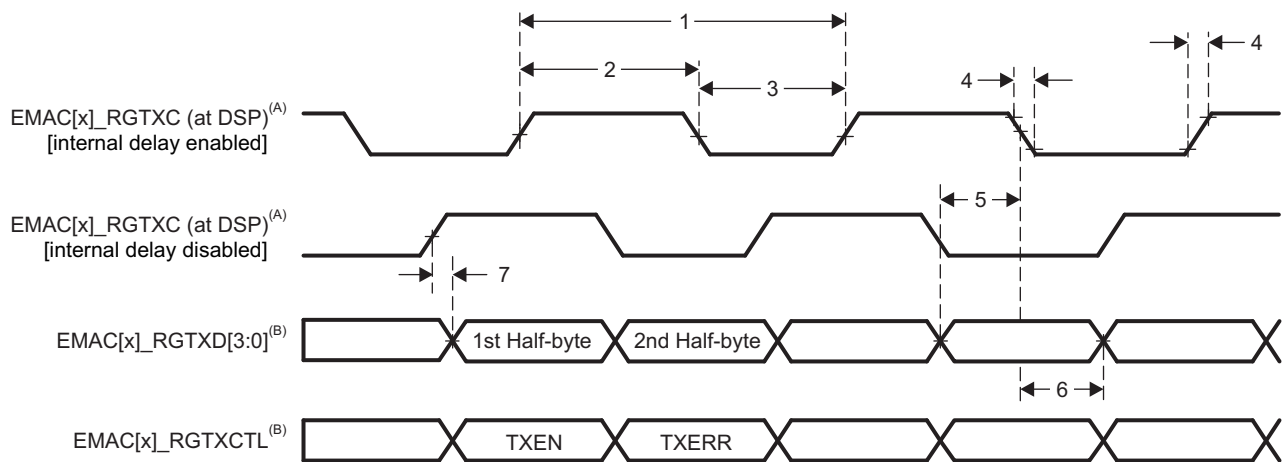 1
4
2
4
3
EMAC[x]_RGTXC (at DSP)(A)
[internal delay enabled]
5
EMAC[x]_RGTXC (at DSP)(A)
[internal delay disabled]
7
EMAC[x]_RGTXD[3:0](B) 1st Half-byte 2nd Half-byte
6
EMAC[x]_RGTXCTL(B) TXEN TXERR